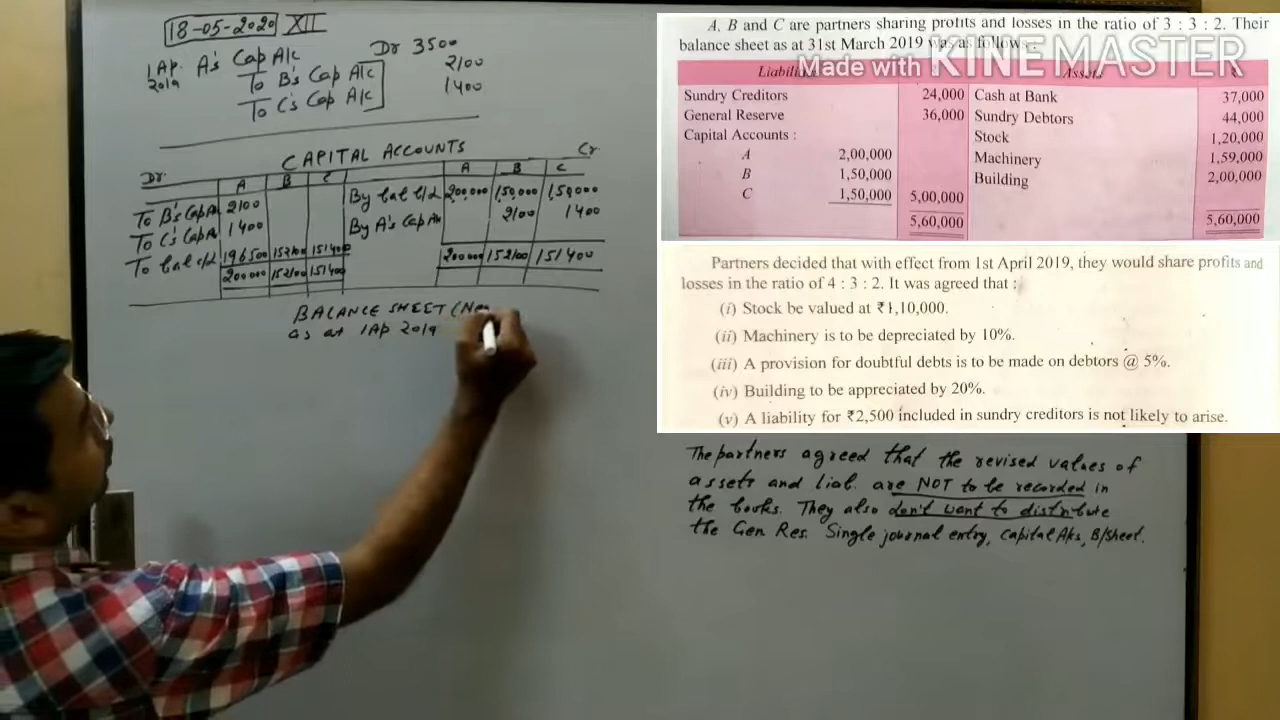 18-05-2020 XII
1 Ap. 2019 A's Cap A/c Dr 3500
To B's Cap A/c 2100
To C's Cap A/c 1400
CAPITAL ACCOUNTS
Dr. Cr.
A B C A B C
To B's Cap A/c 2100 By bal b/d 200,000 1,50,000 1,50,000
To C's Cap A/c 1400 By A's Cap A/c 2100 1400
To bal c/d 196500 152100 151400
200000 152100 151400 200000 152100 151400
BALANCE SHEET (New
as at 1 Ap 2019
A, B and C are partners sharing profits and losses in the ratio of 3 : 3 : 2. Their
balance sheet as at 31st March 2019 was as follows :
Made with KINEMASTER
Liabilities ₹ Assets ₹
Sundry Creditors 24,000 Cash at Bank 37,000
General Reserve 36,000 Sundry Debtors 44,000
Capital Accounts : Stock 1,20,000
A 2,00,000 Machinery 1,59,000
B 1,50,000 Building 2,00,000
C 1,50,000 5,00,000
5,60,000 5,60,000
Partners decided that with effect from 1st April 2019, they would share profits and
losses in the ratio of 4 : 3 : 2. It was agreed that :
(i) Stock be valued at ₹1,10,000.
(ii) Machinery is to be depreciated by 10%.
(iii) A provision for doubtful debts is to be made on debtors @ 5%.
(iv) Building to be appreciated by 20%.
(v) A liability for ₹2,500 included in sundry creditors is not likely to arise.
The partners agreed that the revised values of
assets and liab. are NOT to be recorded in
the books. They also don't want to distribute
the Gen Res. Single journal entry, Capital A/cs, B/Sheet.